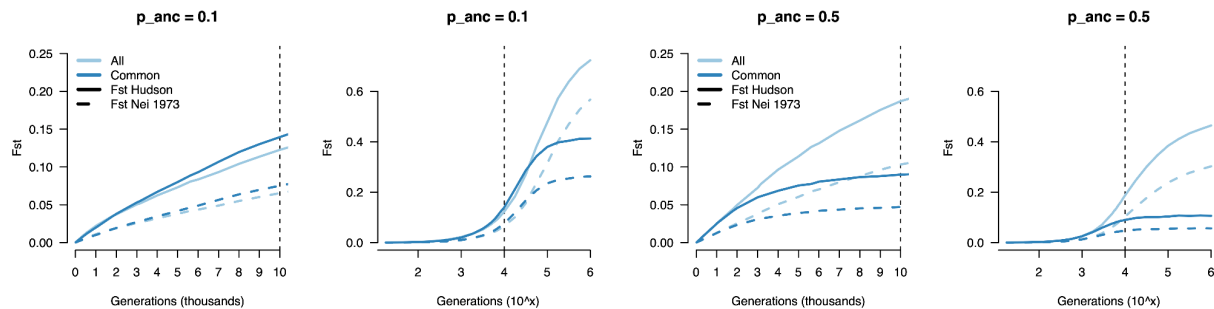 p_anc = 0.1
Fst
0.25
0.20
0.15
0.10
0.05
0.00
All
Common
Fst Hudson
Fst Nei 1973
0 1 2 3 4 5 6 7 8 9 10
Generations (thousands)
p_anc = 0.1
Fst
0.6
0.4
0.2
0.0
2 3 4 5 6
Generations (10^x)
p_anc = 0.5
Fst
0.25
0.20
0.15
0.10
0.05
0.00
All
Common
Fst Hudson
Fst Nei 1973
0 1 2 3 4 5 6 7 8 9 10
Generations (thousands)
p_anc = 0.5
Fst
0.6
0.4
0.2
0.0
2 3 4 5 6
Generations (10^x)